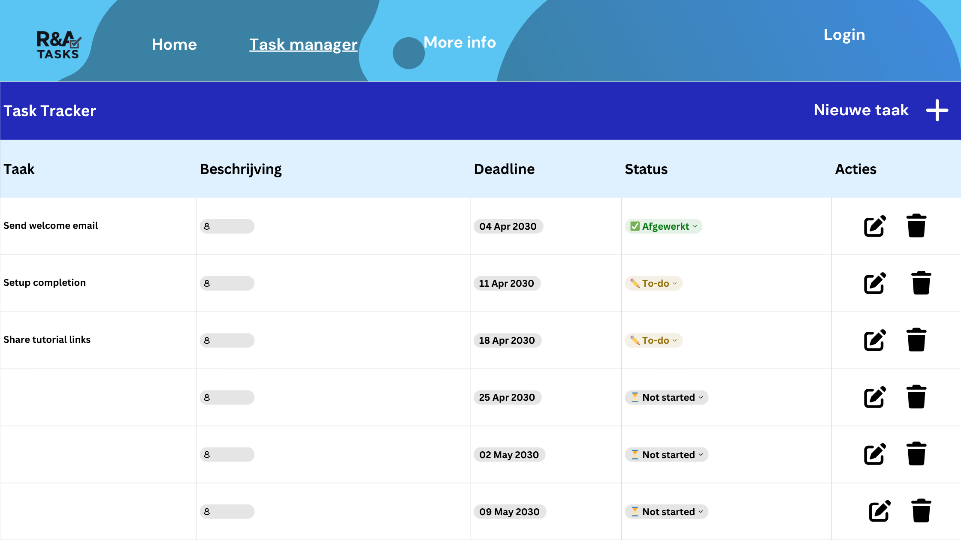 R&A
TASKS
Home
Task manager
More info
Login
Task Tracker
Nieuwe taak
Taak
Beschrijving
Deadline
Status
Acties
Send welcome email
8
04 Apr 2030
✅ Afgewerkt
Setup completion
8
11 Apr 2030
✏️ To-do
Share tutorial links
8
18 Apr 2030
✏️ To-do
8
25 Apr 2030
⏳ Not started
8
02 May 2030
⏳ Not started
8
09 May 2030
⏳ Not started